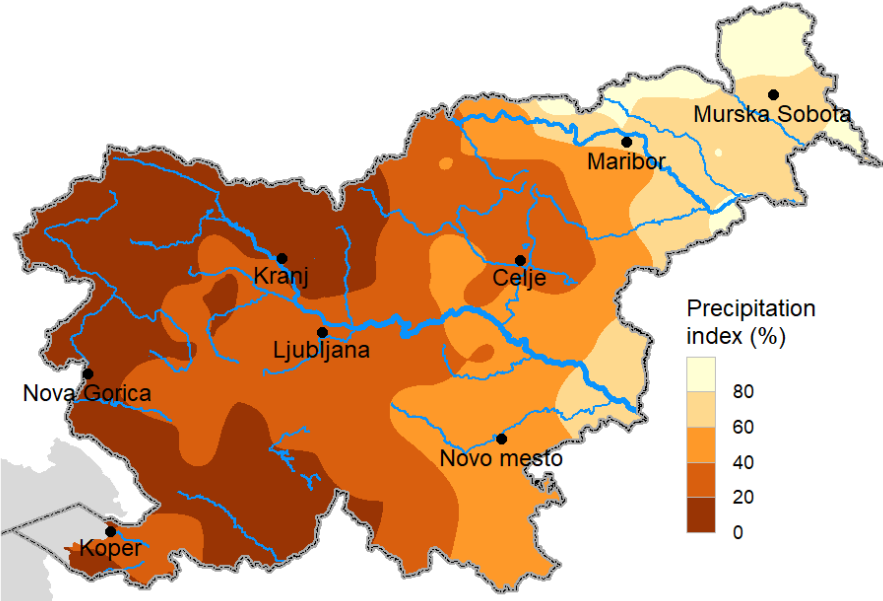 Murska Sobota
Maribor
Kranj
Celje
Ljubljana
Nova Gorica
Novo mesto
Koper
Precipitation
index (%)
80
60
40
20
0